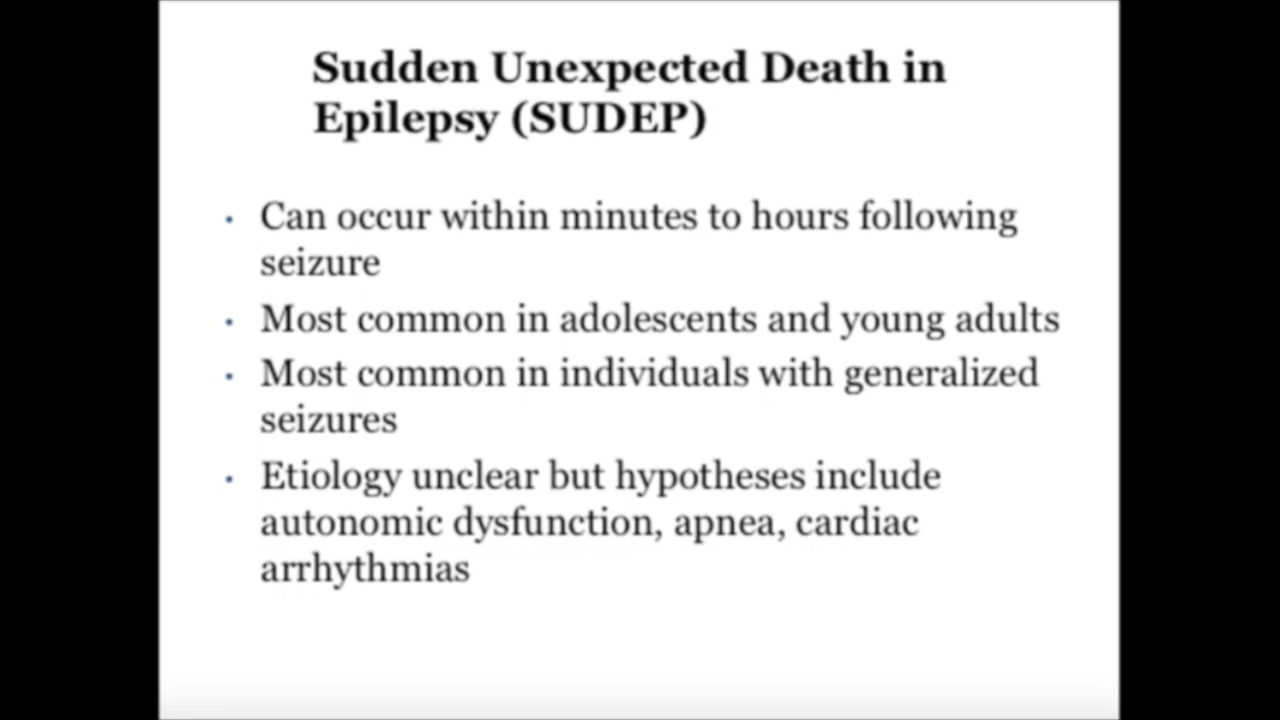 Sudden Unexpected Death in
Epilepsy (SUDEP)
• Can occur within minutes to hours following
seizure
• Most common in adolescents and young adults
• Most common in individuals with generalized
seizures
• Etiology unclear but hypotheses include
autonomic dysfunction, apnea, cardiac
arrhythmias